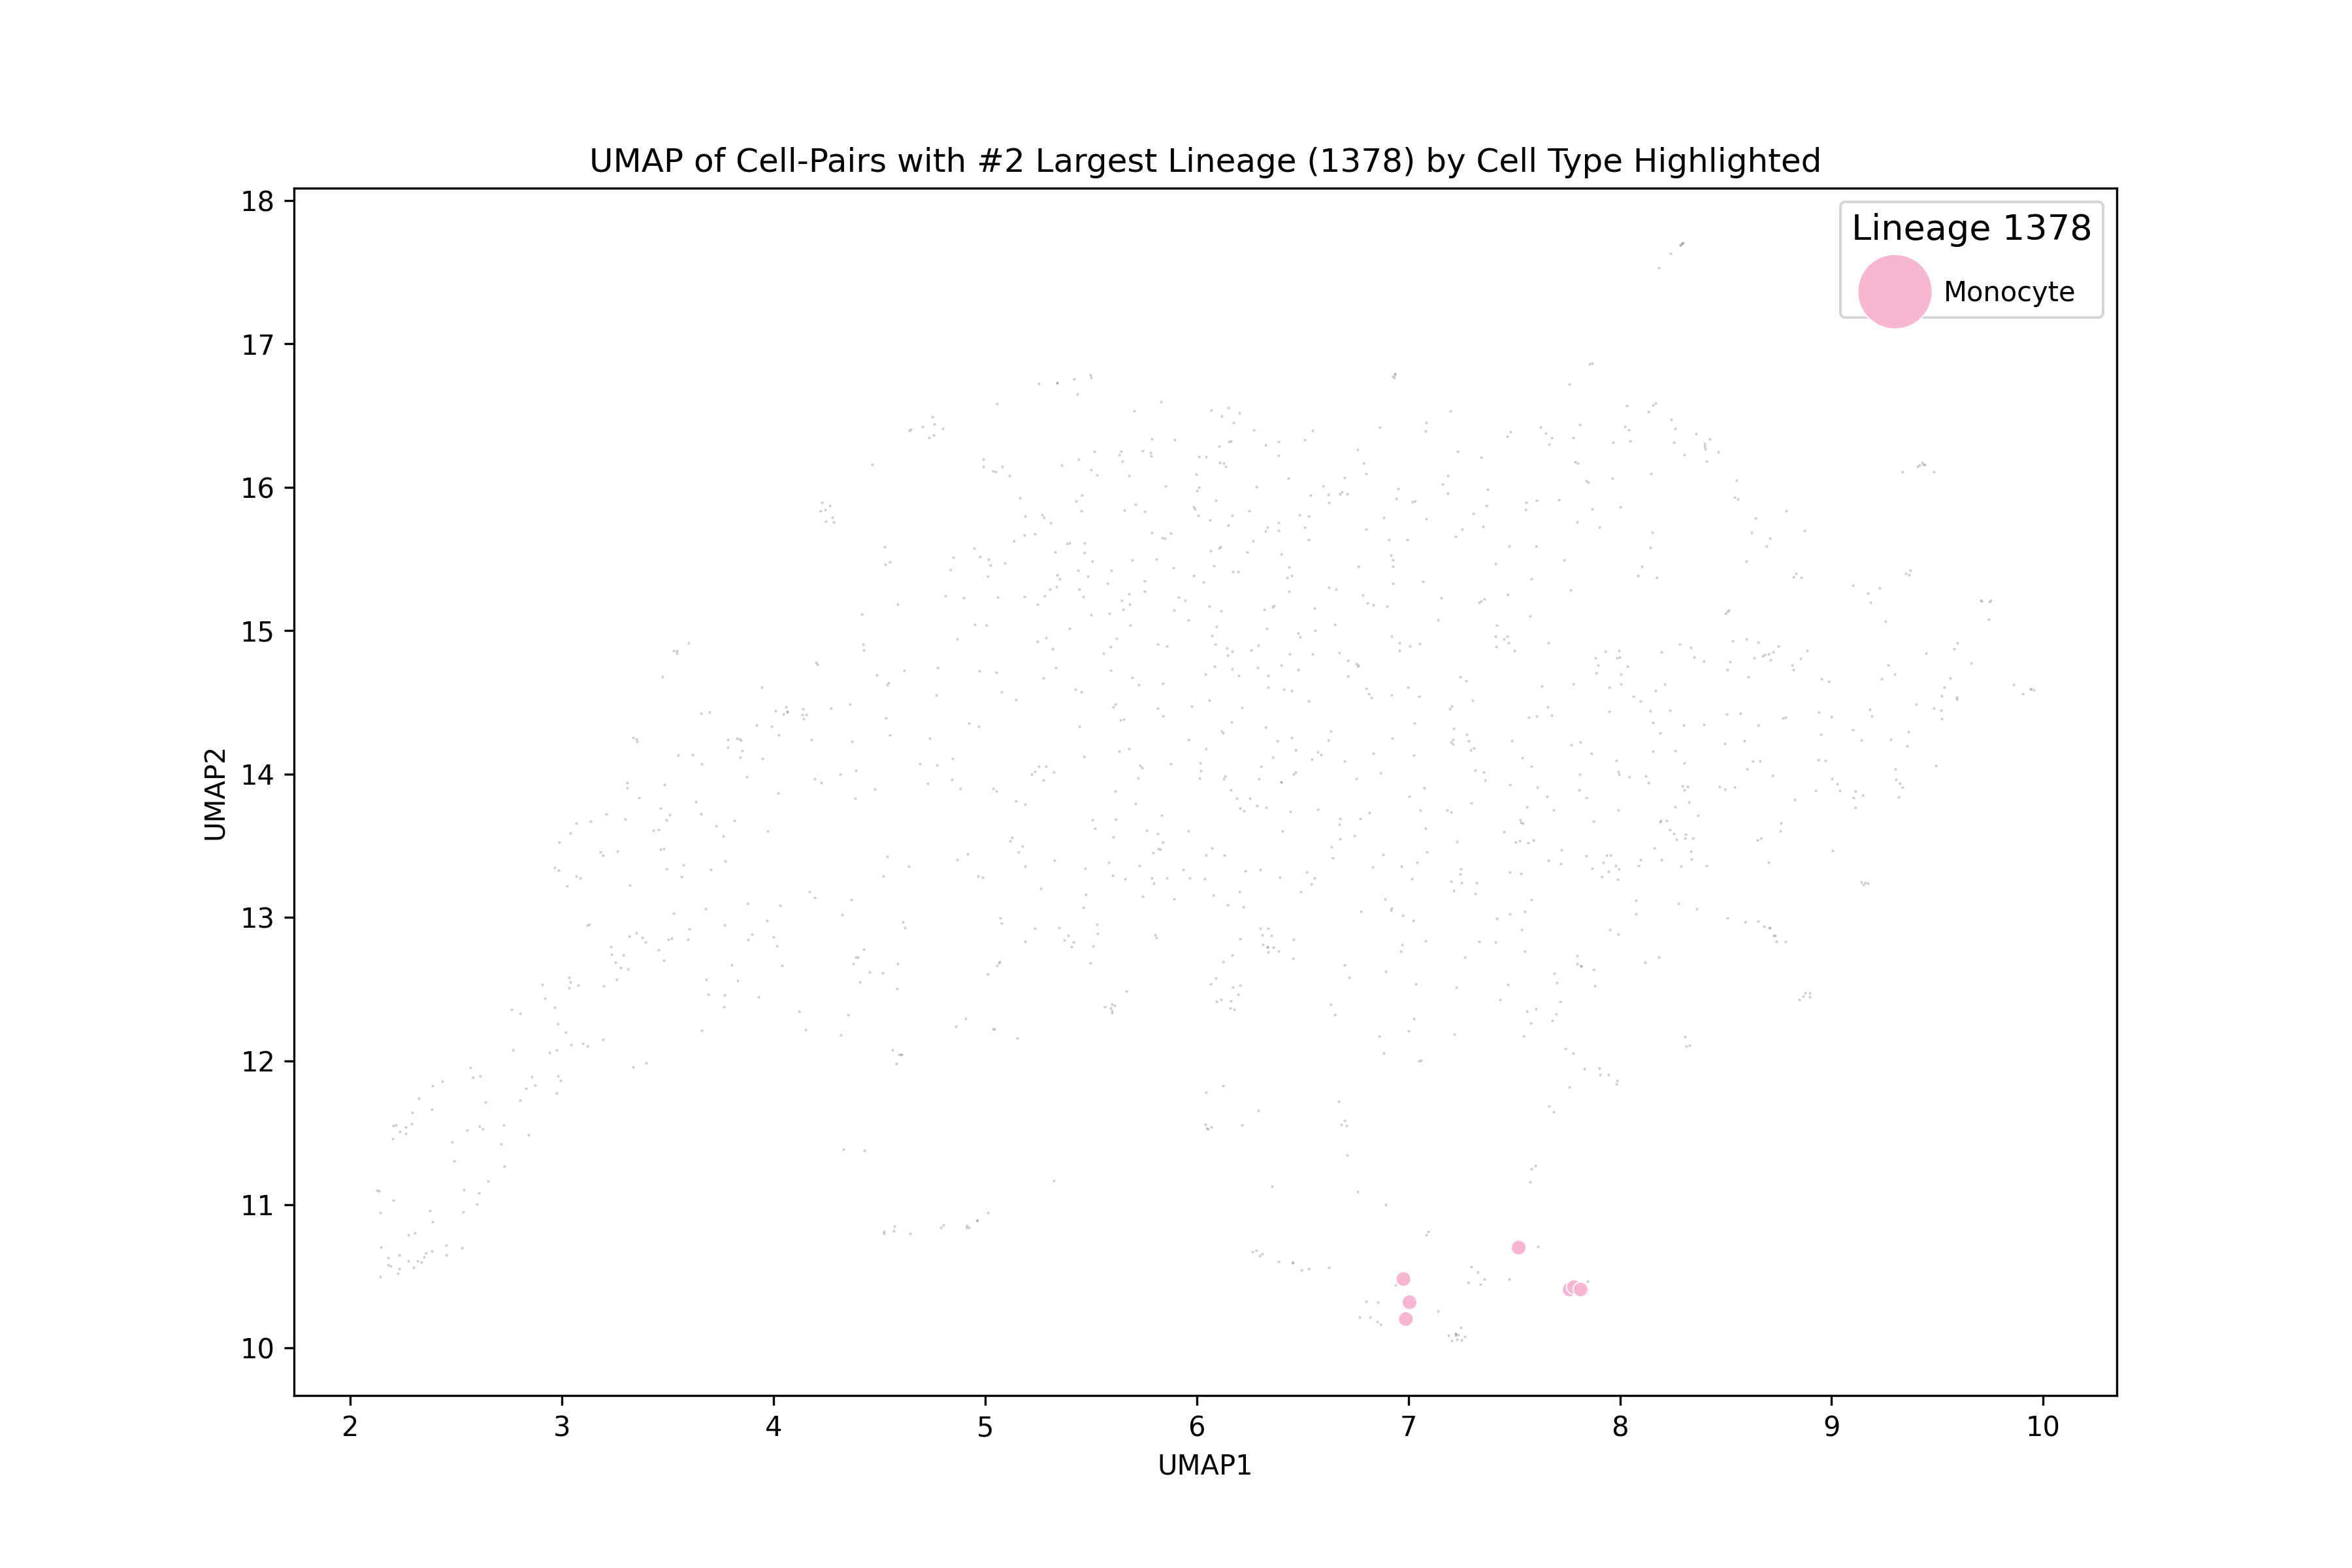 UMAP of Cell-Pairs with #2 Largest Lineage (1378) by Cell Type Highlighted
Lineage 1378
Monocyte
18
17
16
15
14
13
12
11
10
UMAP2
2 3 4 5 6 7 8 9 10
UMAP1